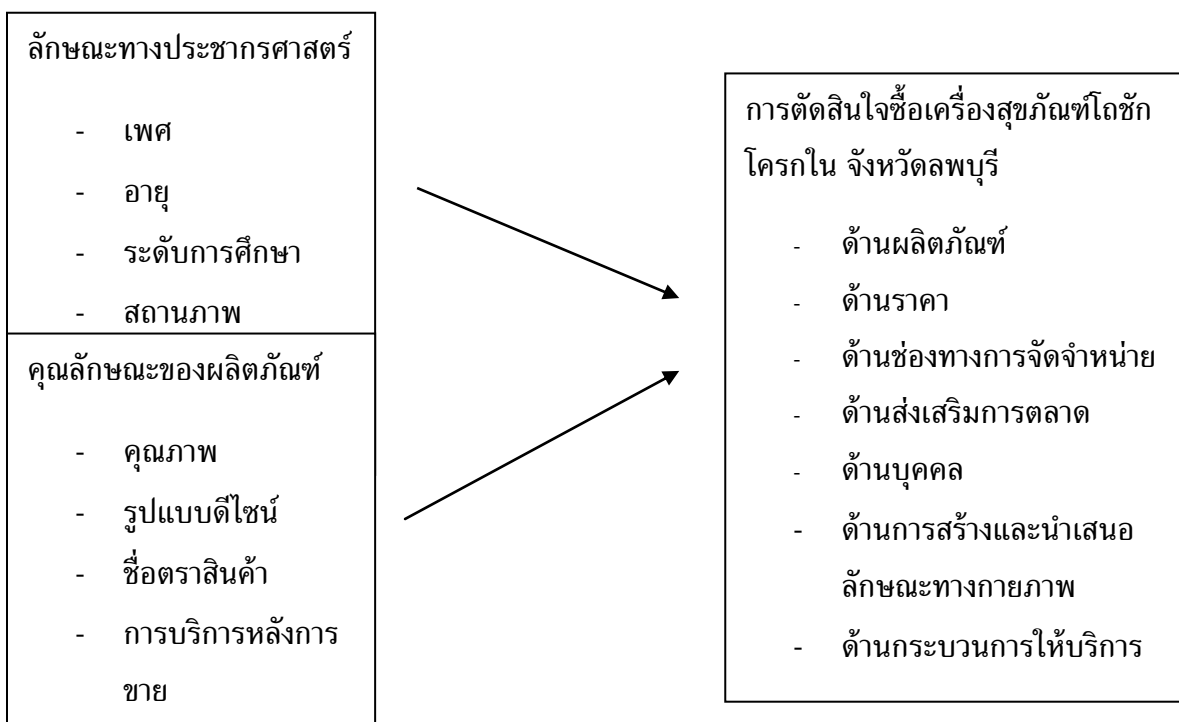 ลักษณะทางประชากรศาสตร์
- เพศ
- อายุ
- ระดับการศึกษา
- สถานภาพ
คุณลักษณะของผลิตภัณฑ์
- คุณภาพ
- รูปแบบดีไซน์
- ชื่อตราสินค้า
- การบริการหลังการ
ขาย
การตัดสินใจซื้อเครื่องสุขภัณฑ์โถชัก
โครกใน จังหวัดลพบุรี
- ด้านผลิตภัณฑ์
- ด้านราคา
- ด้านช่องทางการจัดจำหน่าย
- ด้านส่งเสริมการตลาด
- ด้านบุคคล
- ด้านการสร้างและนำเสนอ
ลักษณะทางกายภาพ
- ด้านกระบวนการให้บริการ